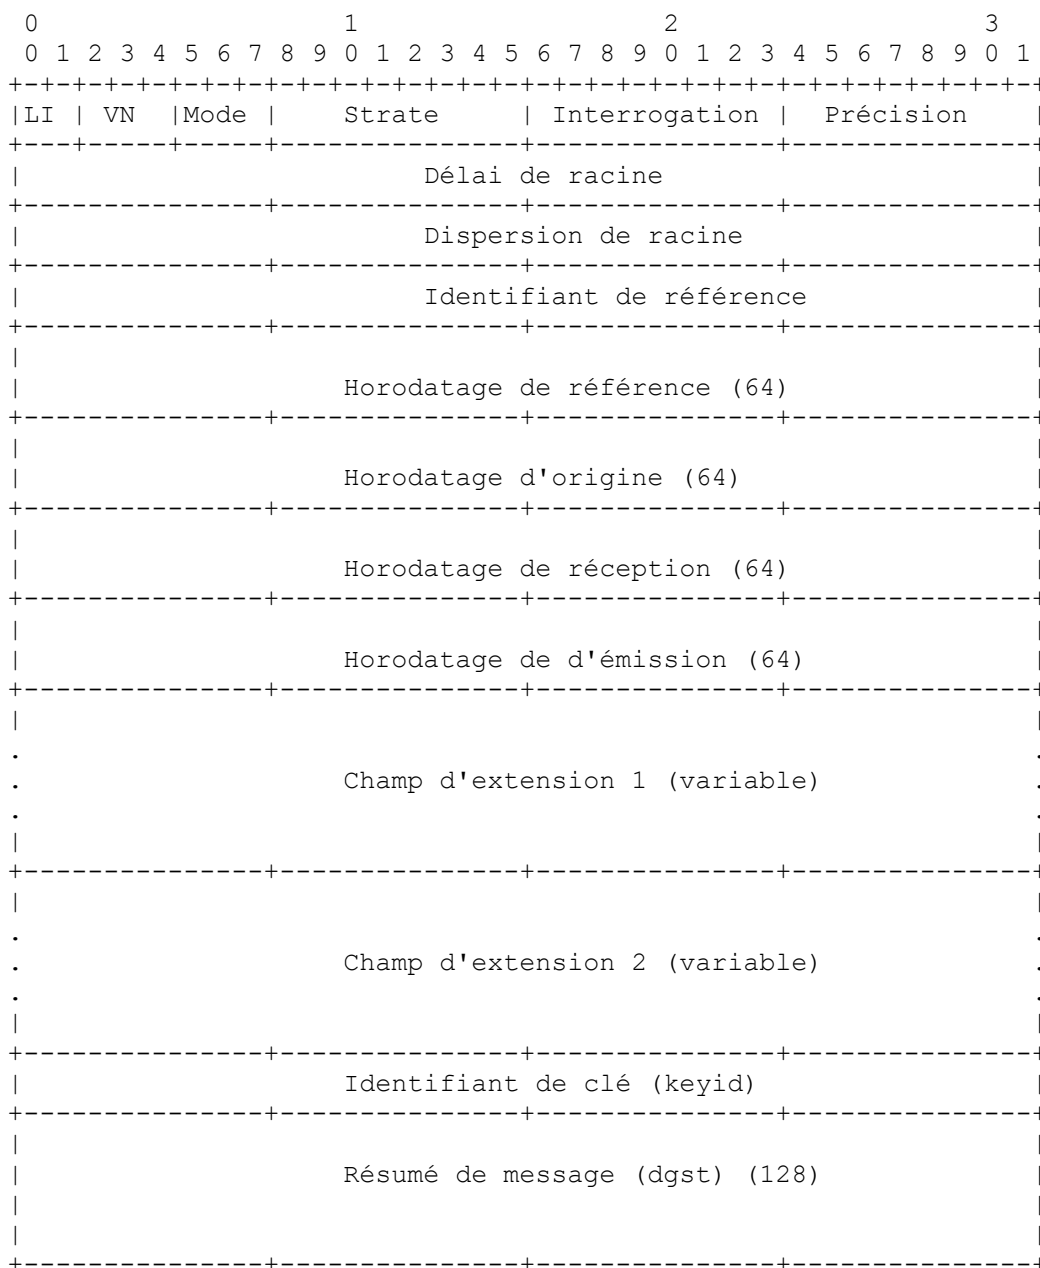 0 1 2 3
0 1 2 3 4 5 6 7 8 9 0 1 2 3 4 5 6 7 8 9 0 1 2 3 4 5 6 7 8 9 0 1
+-+-+-+-+-+-+-+-+-+-+-+-+-+-+-+-+-+-+-+-+-+-+-+-+-+-+-+-+-+-+-+-+
|LI | VN |Mode | Strate | Interrogation | Précision |
+---+-----+-----+---------------+---------------+---------------+
| Délai de racine |
+---------------+---------------+---------------+---------------+
| Dispersion de racine |
+---------------+---------------+---------------+---------------+
| Identifiant de référence |
+---------------+---------------+---------------+---------------+
| |
| Horodatage de référence (64) |
+---------------+---------------+---------------+---------------+
| |
| Horodatage d'origine (64) |
+---------------+---------------+---------------+---------------+
| |
| Horodatage de réception (64) |
+---------------+---------------+---------------+---------------+
| |
| Horodatage de d'émission (64) |
+---------------+---------------+---------------+---------------+
| |
. .
. Champ d'extension 1 (variable) .
. .
| |
+---------------+---------------+---------------+---------------+
| |
. .
. Champ d'extension 2 (variable) .
. .
| |
+---------------+---------------+---------------+---------------+
| Identifiant de clé (keyid) |
+---------------+---------------+---------------+---------------+
| |
| Résumé de message (dgst) (128) |
| |
| |
+---------------+---------------+---------------+---------------+